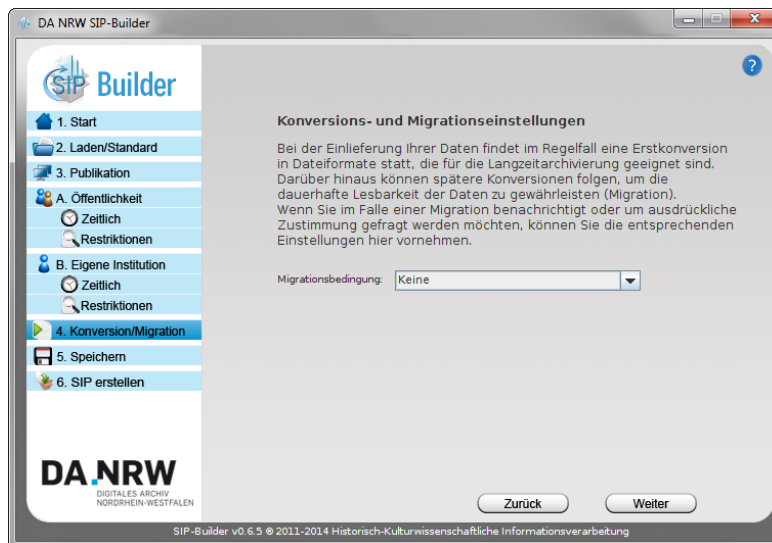 DA NRW SIP-Builder
SIP Builder
1. Start
2. Laden/Standard
3. Publikation
A. Öffentlichkeit
Zeitlich
Restriktionen
B. Eigene Institution
Zeitlich
Restriktionen
4. Konversion/Migration
5. Speichern
6. SIP erstellen
DA.NRW
DIGITALES ARCHIV
NORDRHEIN-WESTFALEN
?
Konversions- und Migrationseinstellungen
Bei der Einlieferung Ihrer Daten findet im Regelfall eine Erstkonversion
in Dateiformate statt, die für die Langzeitarchivierung geeignet sind.
Darüber hinaus können spätere Konversionen folgen, um die
dauerhafte Lesbarkeit der Daten zu gewährleisten (Migration).
Wenn Sie im Falle einer Migration benachrichtigt oder um ausdrückliche
Zustimmung gefragt werden möchten, können Sie die entsprechenden
Einstellungen hier vornehmen.
Migrationsbedingung: Keine
Zurück Weiter
SIP-Builder v0.6.5 © 2011-2014 Historisch-Kulturwissenschaftliche Informationsverarbeitung